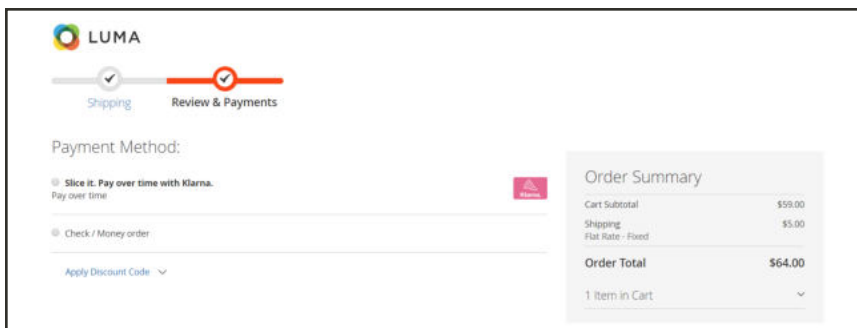 LUMA
Shipping
Review & Payments
Payment Method:
Slice it. Pay over time with Klarna.
Pay over time
Klarna.
Check / Money order
Apply Discount Code
Order Summary
Cart Subtotal $59.00
Shipping $5.00
Flat Rate - Fixed
Order Total $64.00
1 Item in Cart